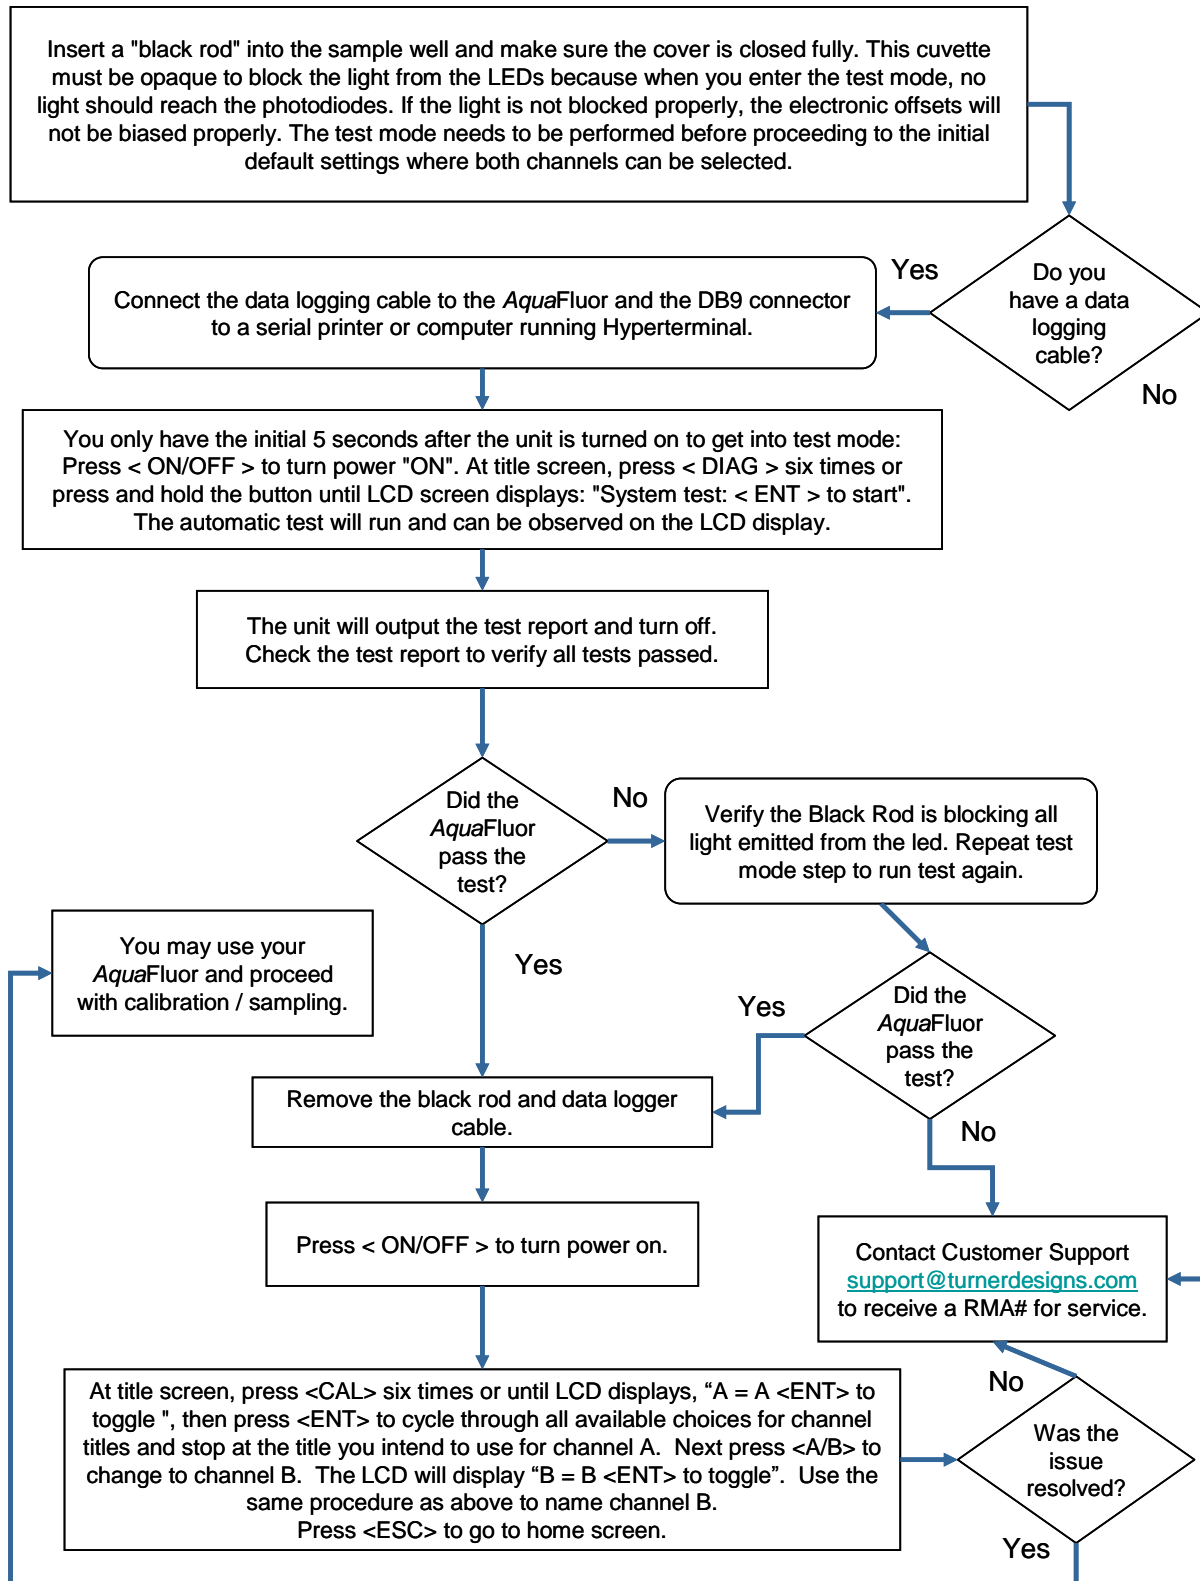 Insert a "black rod" into the sample well and make sure the cover is closed fully. This cuvette
must be opaque to block the light from the LEDs because when you enter the test mode, no
light should reach the photodiodes. If the light is not blocked properly, the electronic offsets will
not be biased properly. The test mode needs to be performed before proceeding to the initial
default settings where both channels can be selected.
Do you
have a data
logging
cable?
Yes
No
Connect the data logging cable to the AquaFluor and the DB9 connector
to a serial printer or computer running Hyperterminal.
You only have the initial 5 seconds after the unit is turned on to get into test mode:
Press < ON/OFF > to turn power "ON". At title screen, press < DIAG > six times or
press and hold the button until LCD screen displays: "System test: < ENT > to start".
The automatic test will run and can be observed on the LCD display.
The unit will output the test report and turn off.
Check the test report to verify all tests passed.
Did the
AquaFluor
pass the
test?
No
Verify the Black Rod is blocking all
light emitted from the led. Repeat test
mode step to run test again.
Yes
You may use your
AquaFluor and proceed
with calibration / sampling.
Did the
AquaFluor
pass the
test?
Yes
No
Remove the black rod and data logger
cable.
Press < ON/OFF > to turn power on.
Contact Customer Support
support@turnerdesigns.com
to receive a RMA# for service.
At title screen, press <CAL> six times or until LCD displays, “A = A <ENT> to
toggle ", then press <ENT> to cycle through all available choices for channel
titles and stop at the title you intend to use for channel A.  Next press <A/B> to
change to channel B.  The LCD will display “B = B <ENT> to toggle”.  Use the
same procedure as above to name channel B.
Press <ESC> to go to home screen.
No
Was the
issue
resolved?
Yes